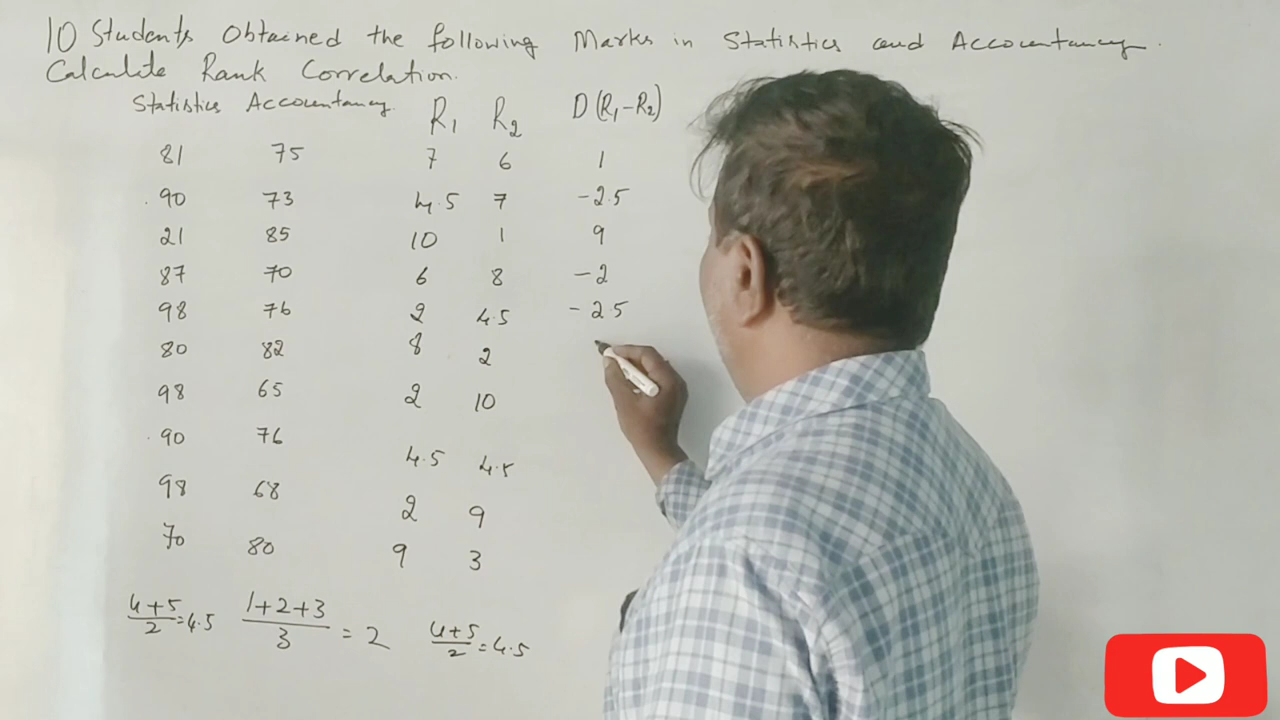 10 Students Obtained the following Marks in Statistics and Accountancy.
Calculate Rank Correlation.
Statistics Accountancy. R1 R2 D(R1-R2)
81 75 7 6 1
90 73 4.5 7 -2.5
21 85 10 1 9
87 70 6 8 -2
98 76 2 4.5 -2.5
80 82 8 2
98 65 2 10
90 76 4.5 4.5
98 68 2 9
70 80 9 3
4+5/2=4.5 1+2+3/3=2 4+5/2=4.5